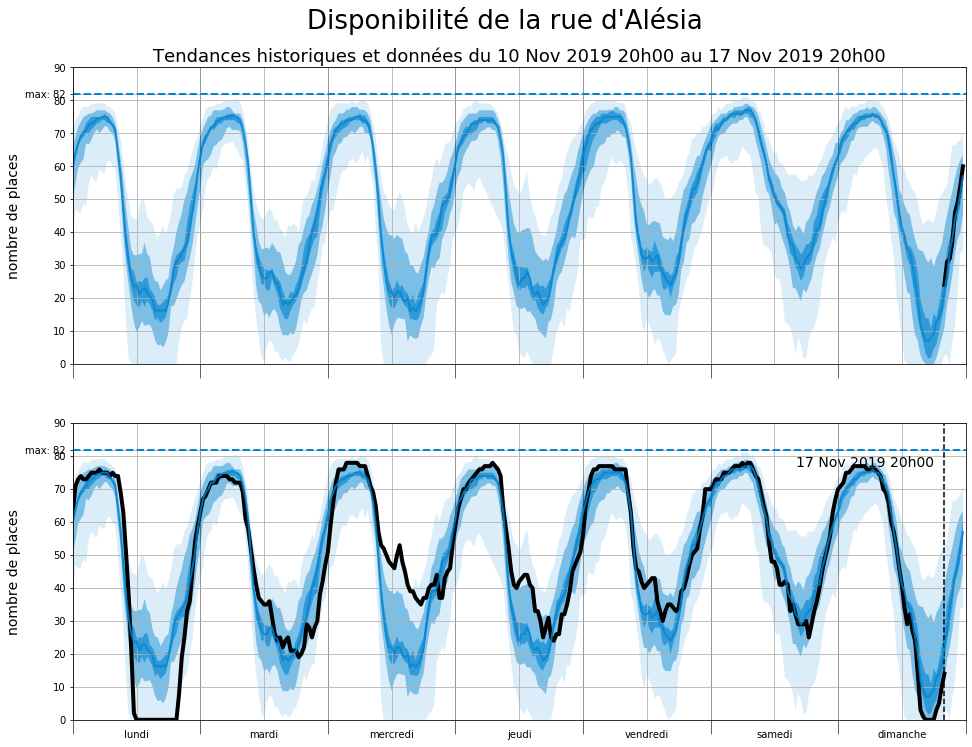 Disponibilité de la rue d'Alésia
Tendances historiques et données du 10 Nov 2019 20h00 au 17 Nov 2019 20h00
nombre de places
90
max: 82
80
70
60
50
40
30
20
10
0
nombre de places
90
max: 82
80
70
60
50
40
30
20
10
0
17 Nov 2019 20h00
lundi mardi mercredi jeudi vendredi samedi dimanche